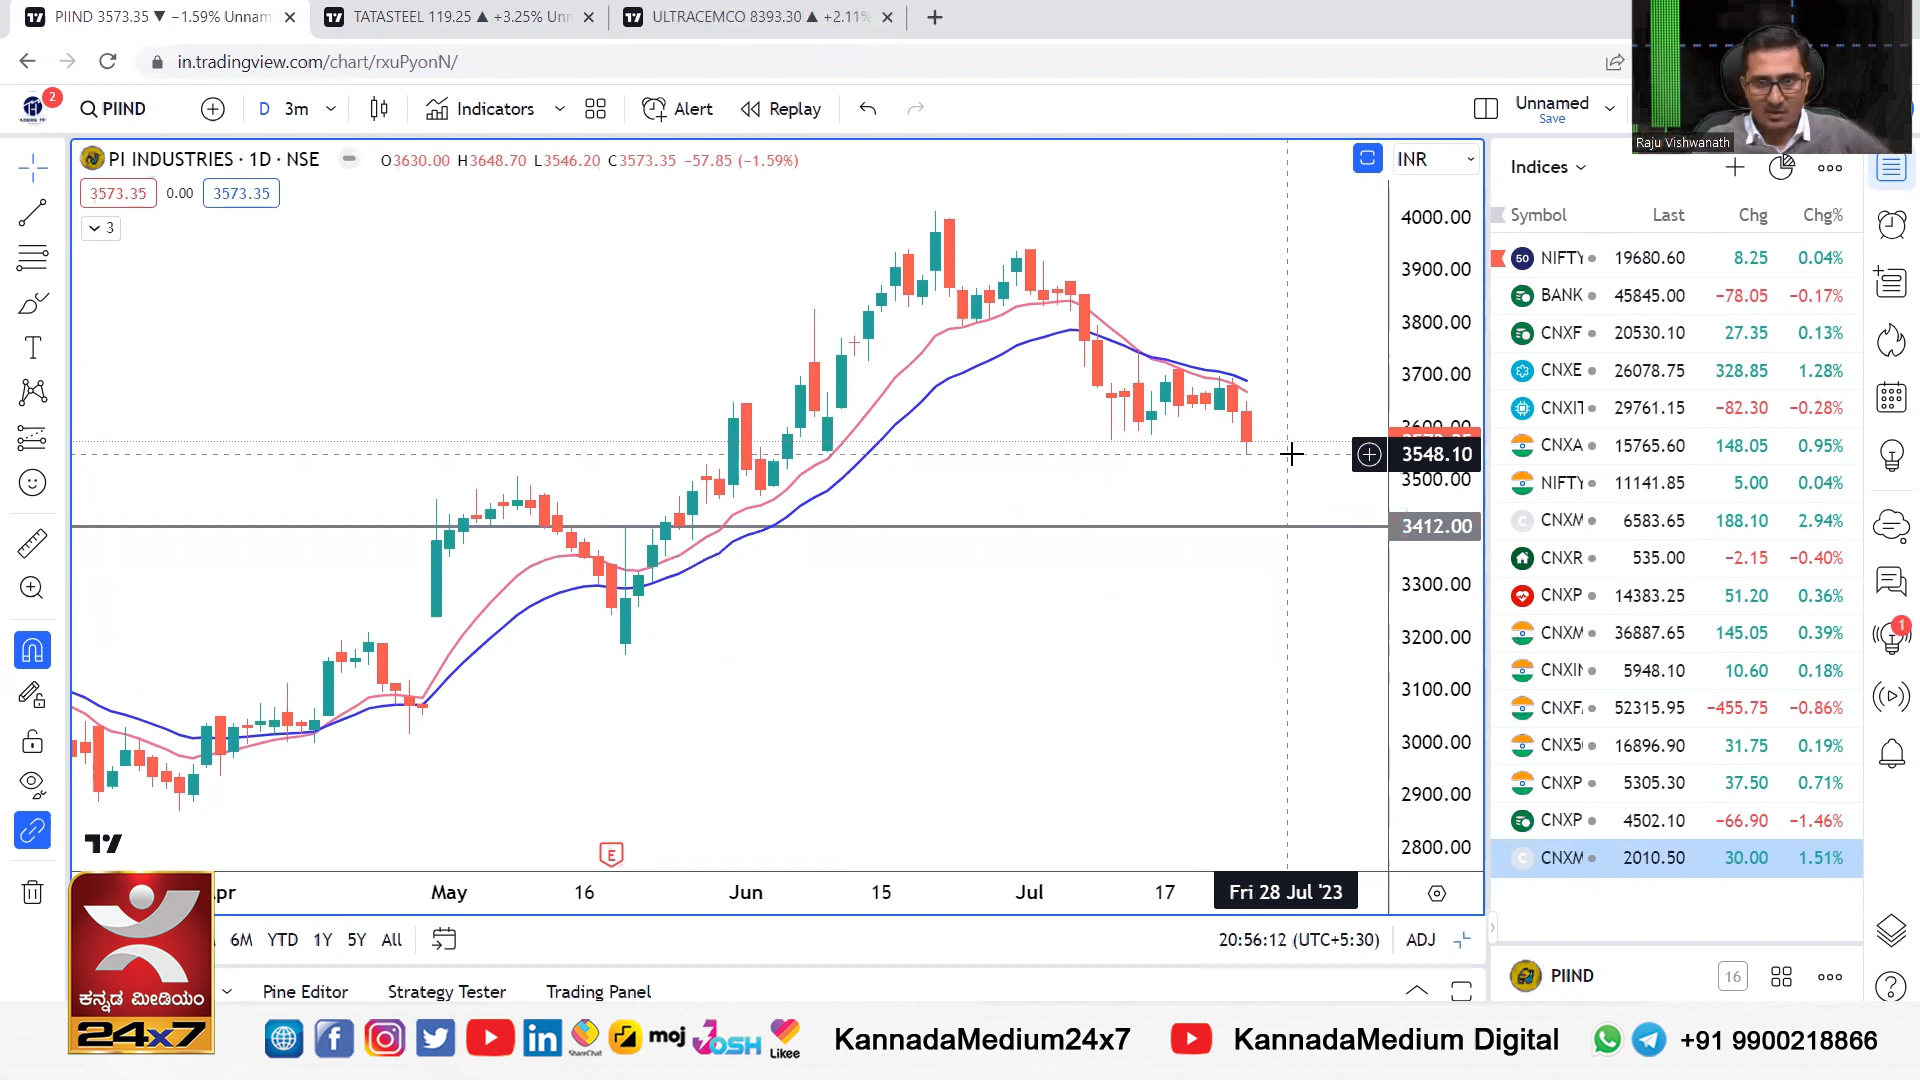 PIIND 3573.35 ▼ −1.59% Unnam
TATASTEEL 119.25 ▲ +3.25% Unn
ULTRACEMCO 8393.30 ▲ +2.11%
in.tradingview.com/chart/rxuPyonN/
2
PIIND
D
3m
Indicators
Alert
Replay
Unnamed
Save
Raju Vishwanath
PI INDUSTRIES · 1D · NSE
O3630.00 H3648.70 L3546.20 C3573.35 −57.85 (−1.59%)
INR
3573.35
0.00
3573.35
3
4000.00
3900.00
3800.00
3700.00
3548.10
3500.00
3412.00
3300.00
3200.00
3100.00
3000.00
2900.00
2800.00
E
pr
May
16
Jun
15
Jul
17
Fri 28 Jul '23
6M
YTD
1Y
5Y
All
20:56:12 (UTC+5:30)
ADJ
Pine Editor
Strategy Tester
Trading Panel
Indices
Symbol Last Chg Chg%
50 NIFTY 19680.60 8.25 0.04%
BANK 45845.00 −78.05 −0.17%
CNXF 20530.10 27.35 0.13%
CNXE 26078.75 328.85 1.28%
CNXIT 29761.15 −82.30 −0.28%
CNXA 15765.60 148.05 0.95%
NIFTY 11141.85 5.00 0.04%
C CNXM 6583.65 188.10 2.94%
CNXR 535.00 −2.15 −0.40%
CNXP 14383.25 51.20 0.36%
CNXM 36887.65 145.05 0.39%
CNXIN 5948.10 10.60 0.18%
CNXF 52315.95 −455.75 −0.86%
CNX5 16896.90 31.75 0.19%
CNXP 5305.30 37.50 0.71%
CNXP 4502.10 −66.90 −1.46%
C CNXM 2010.50 30.00 1.51%
1
PIIND
16
ಕನ್ನಡ ಮೀಡಿಯಂ
24x7
ShareChat
moj
JOSH
Likee
KannadaMedium24x7
KannadaMedium Digital
+91 9900218866